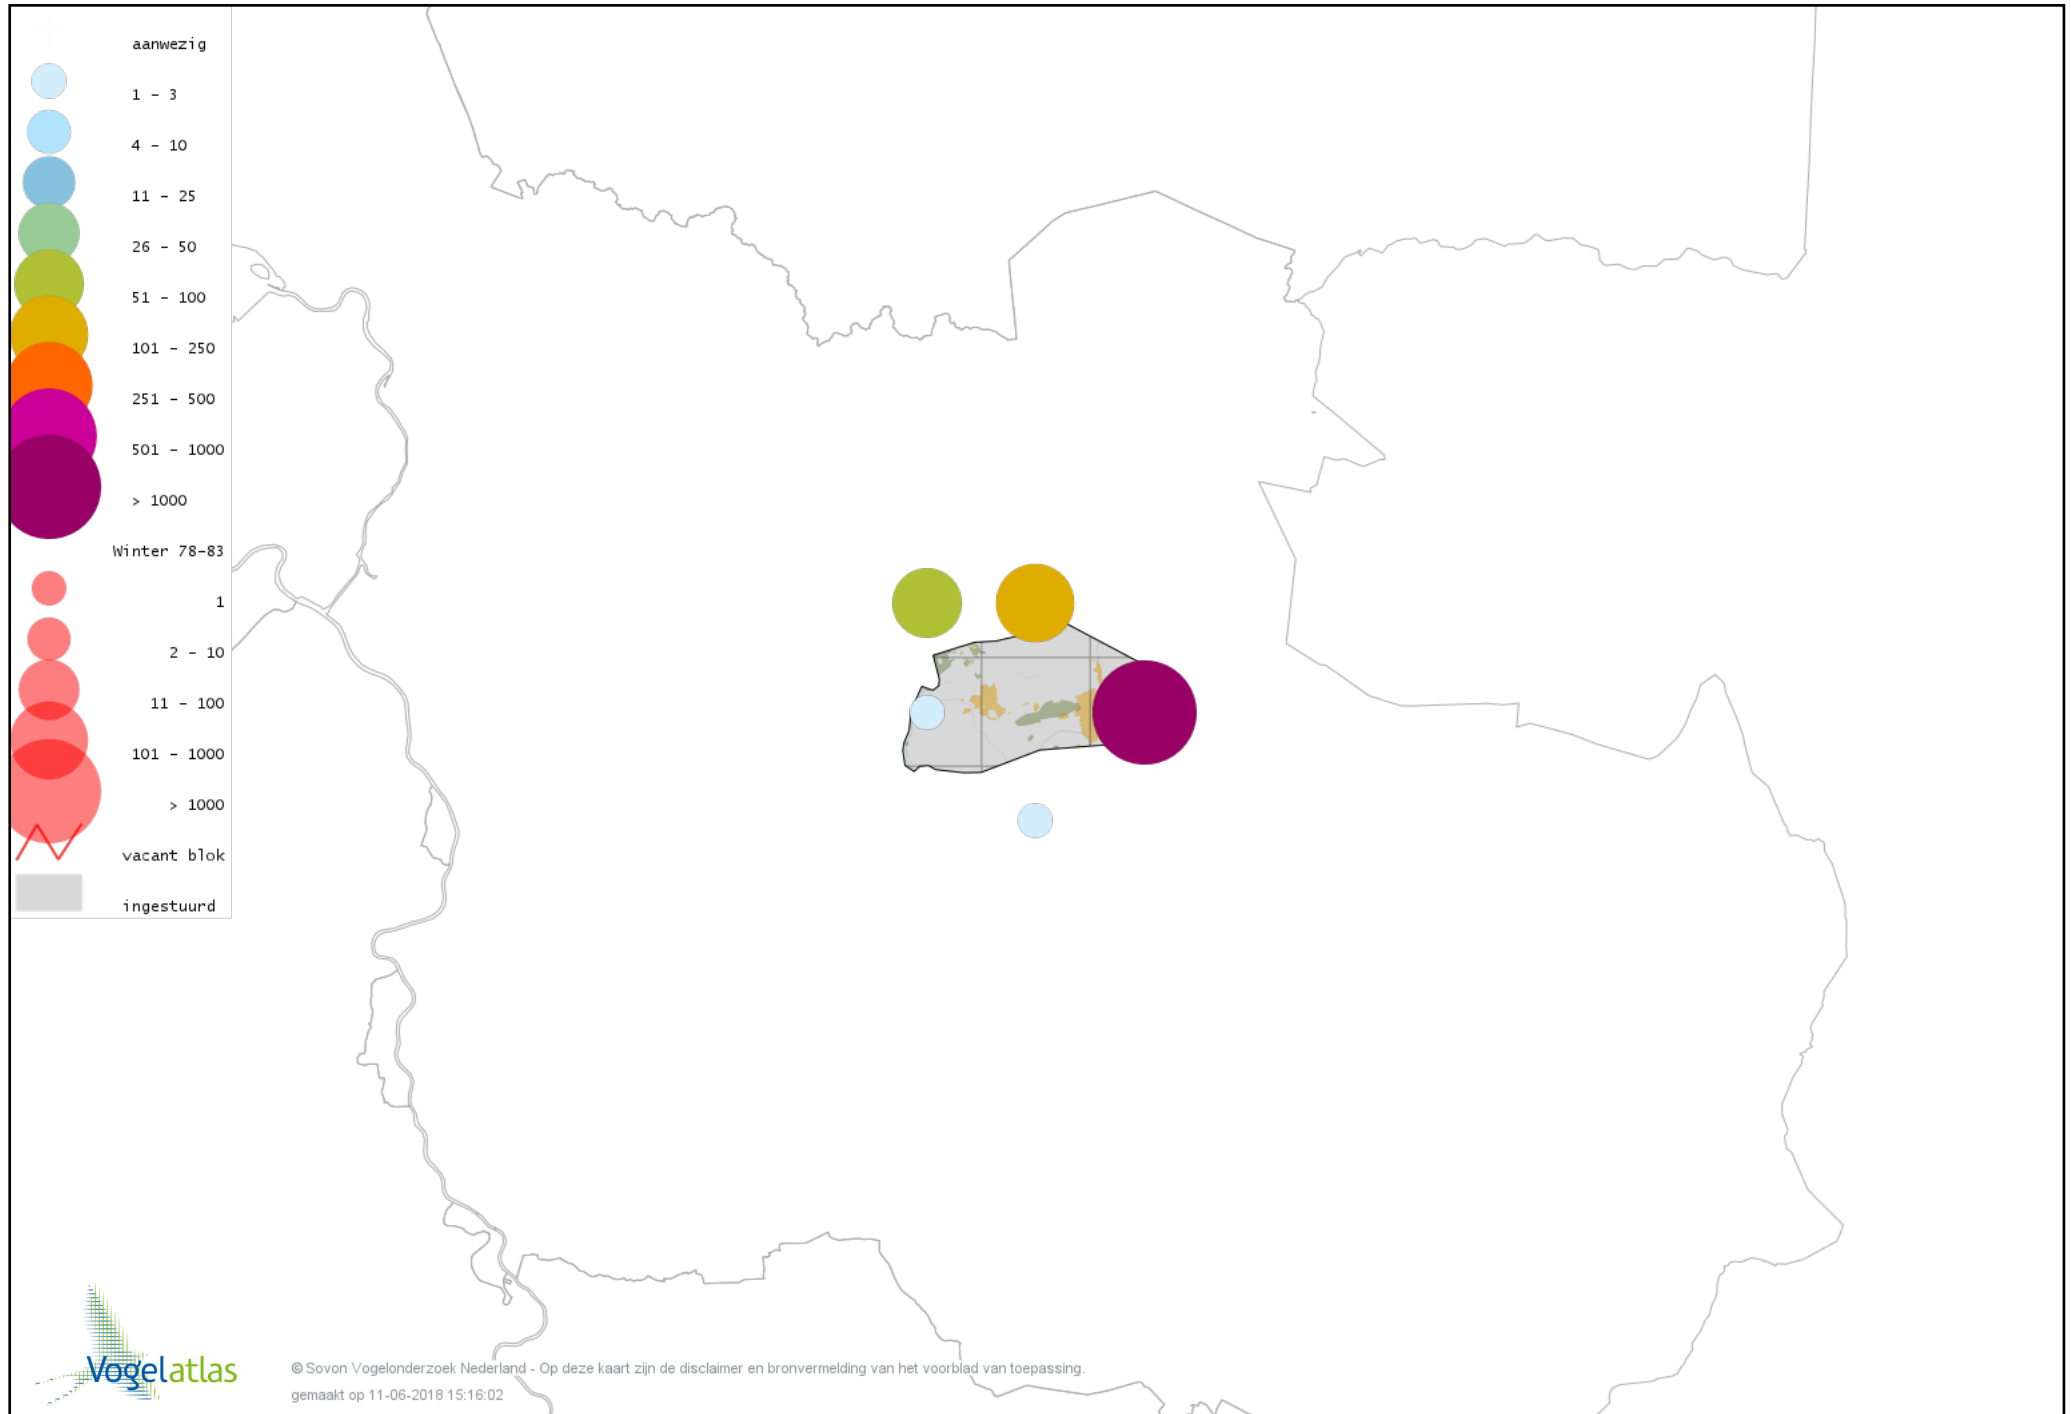 aanwezig
1 - 3
4 - 10
11 - 25
26 - 50
51 - 100
101 - 250
251 - 500
501 - 1000
> 1000
Winter 78-83
1
2 - 10
11 - 100
101 - 1000
> 1000
vacant blok
ingestuurd
Vogelatlas
© Sovon Vogelonderzoek Nederland - Op deze kaart zijn de disclaimer en bronvermelding van het voorblad van toepassing.
gemaakt op 11-06-2018 15:16:02